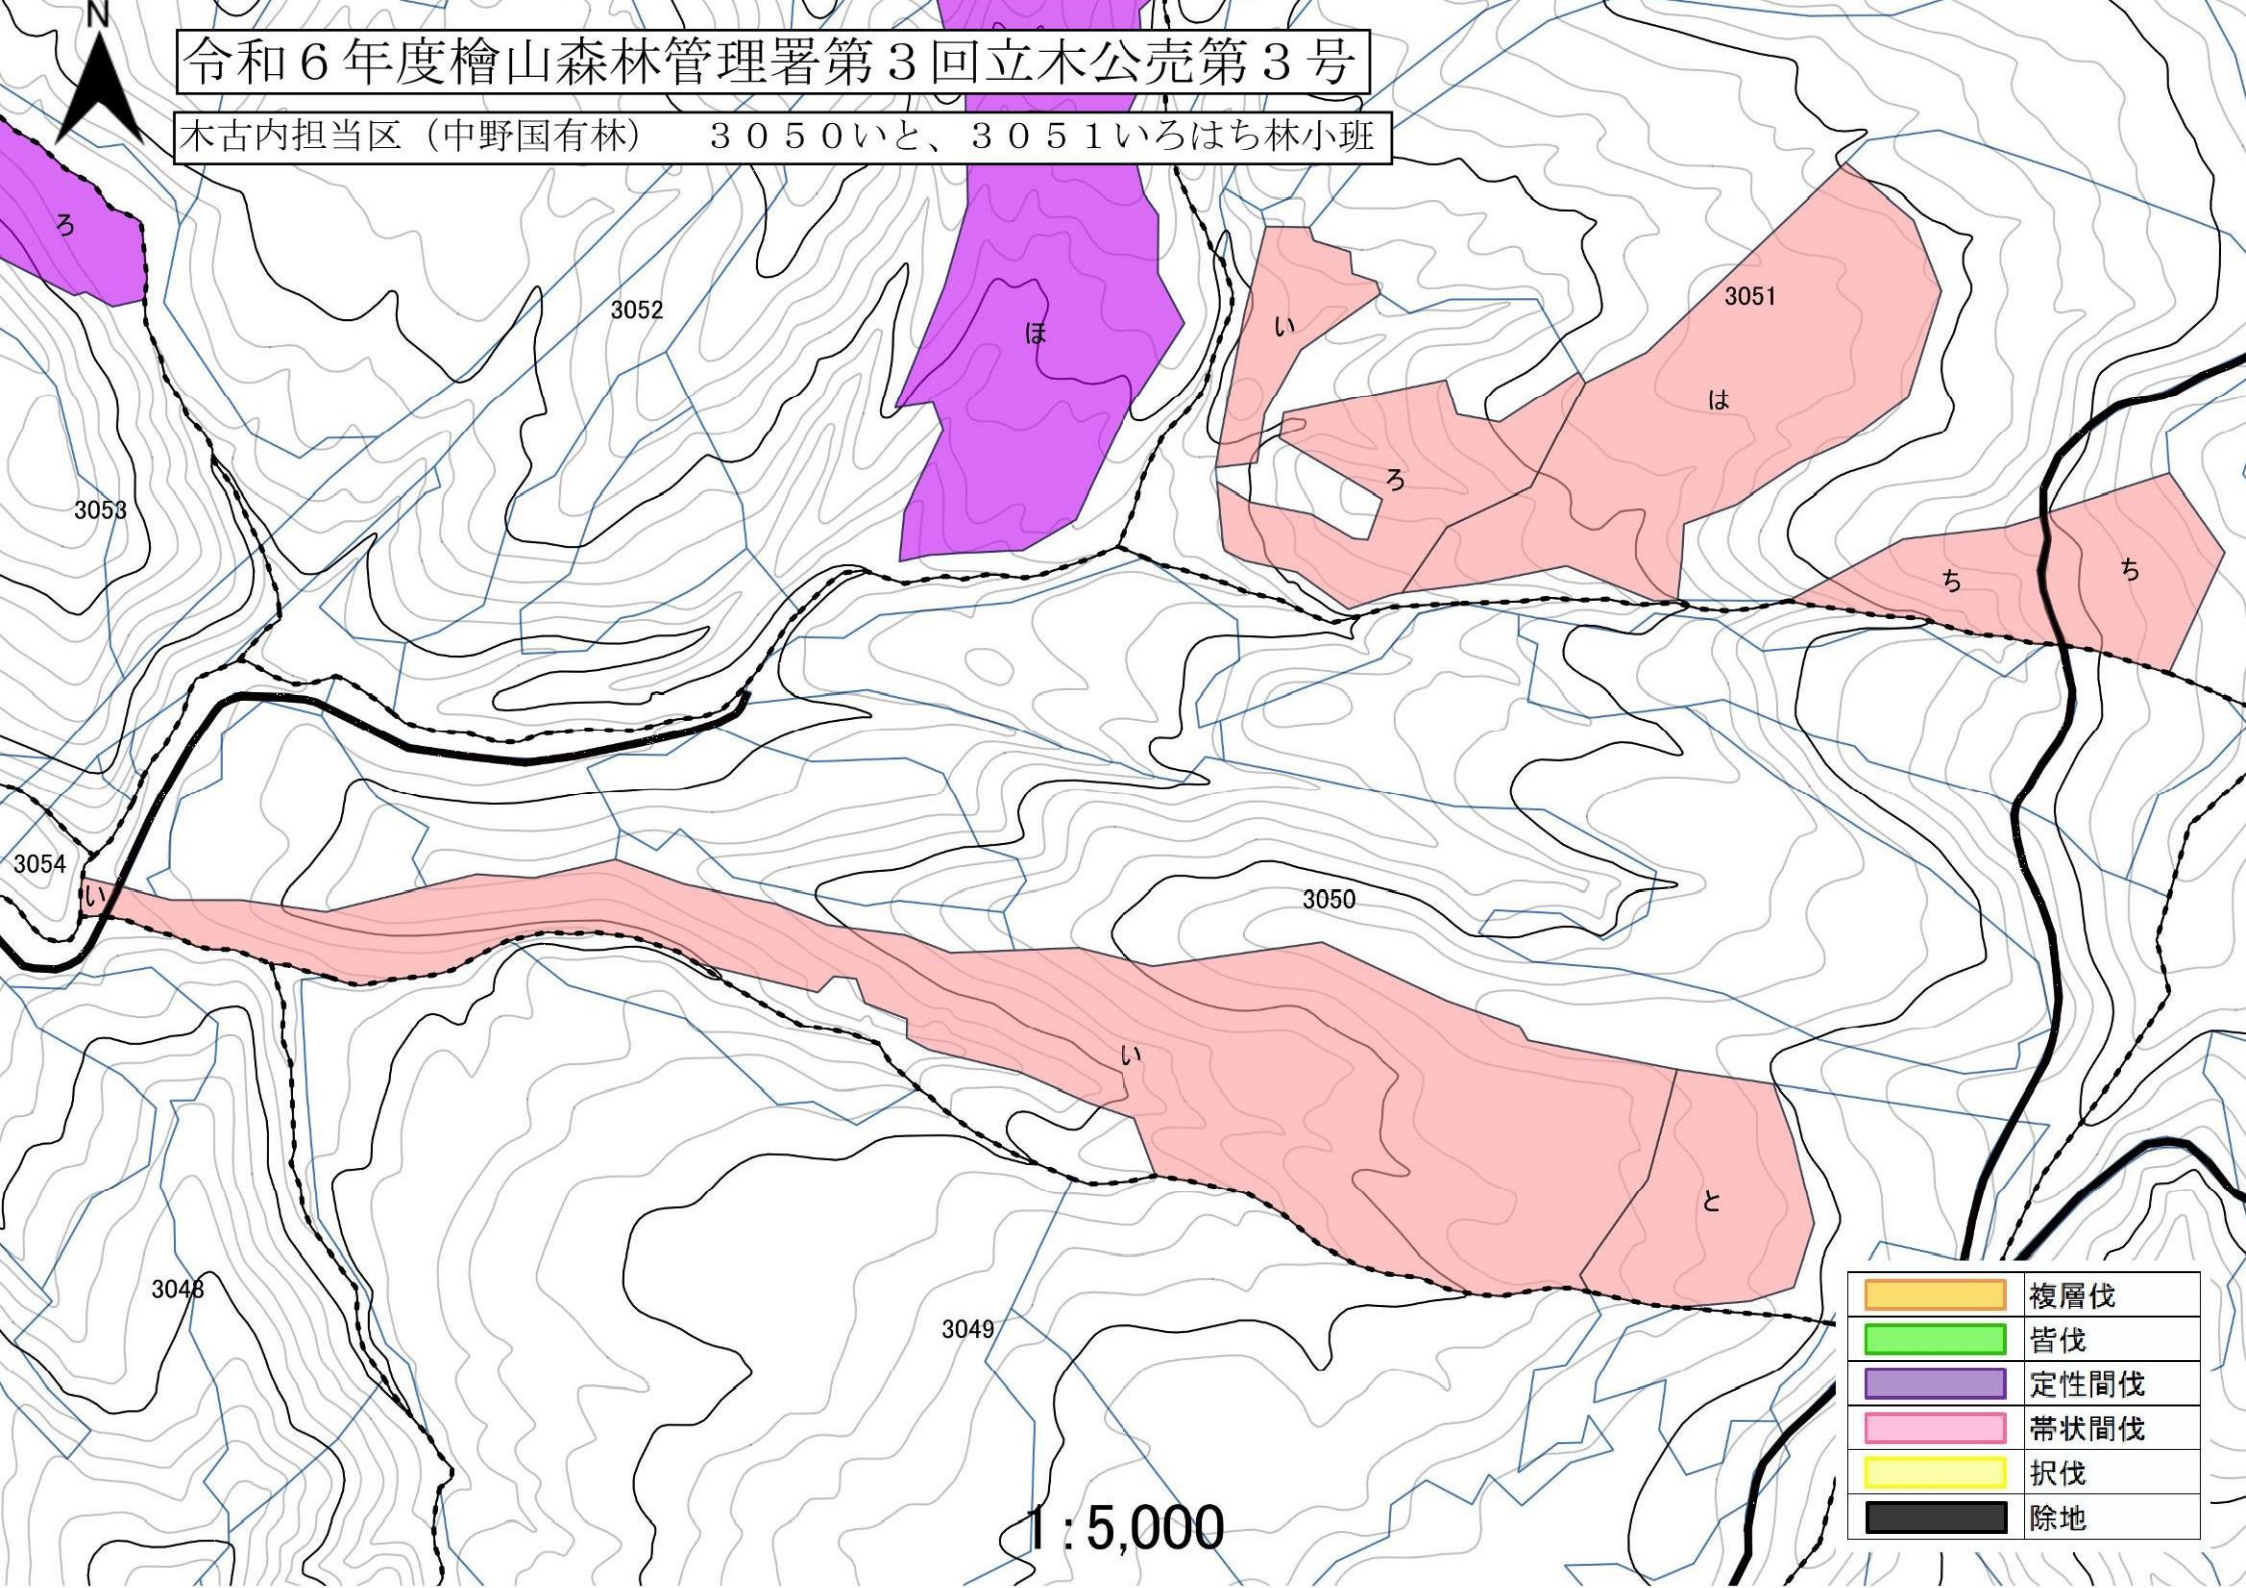 N
令和６年度檜山森林管理署第３回立木公売第３号
木古内担当区（中野国有林）　３０５０いと、３０５１いろはち林小班
ろ
3052
ほ
い
3051
は
ろ
3053
ち
ち
3054
い
3050
い
と
3048
3049
1:5,000
複層伐
皆伐
定性間伐
帯状間伐
択伐
除地